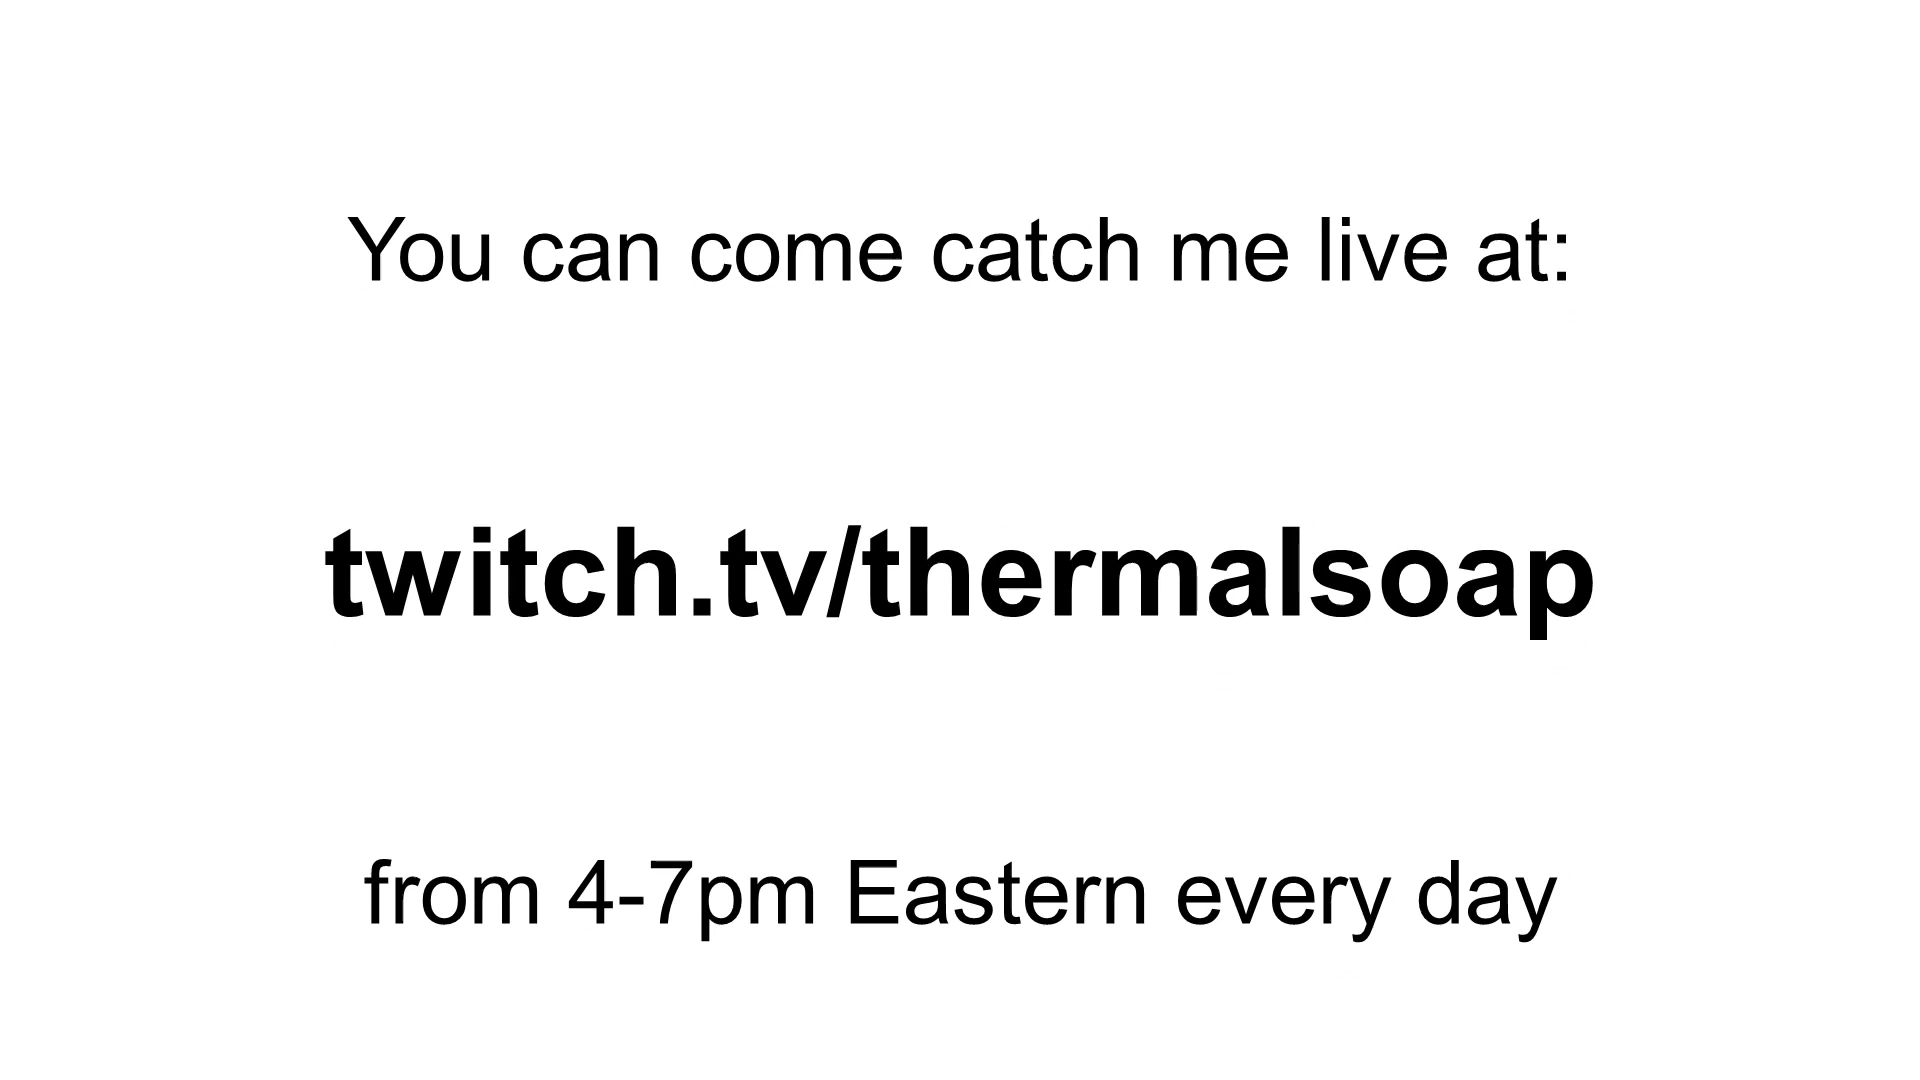 You can come catch me live at:
twitch.tv/thermalsoap
from 4-7pm Eastern every day